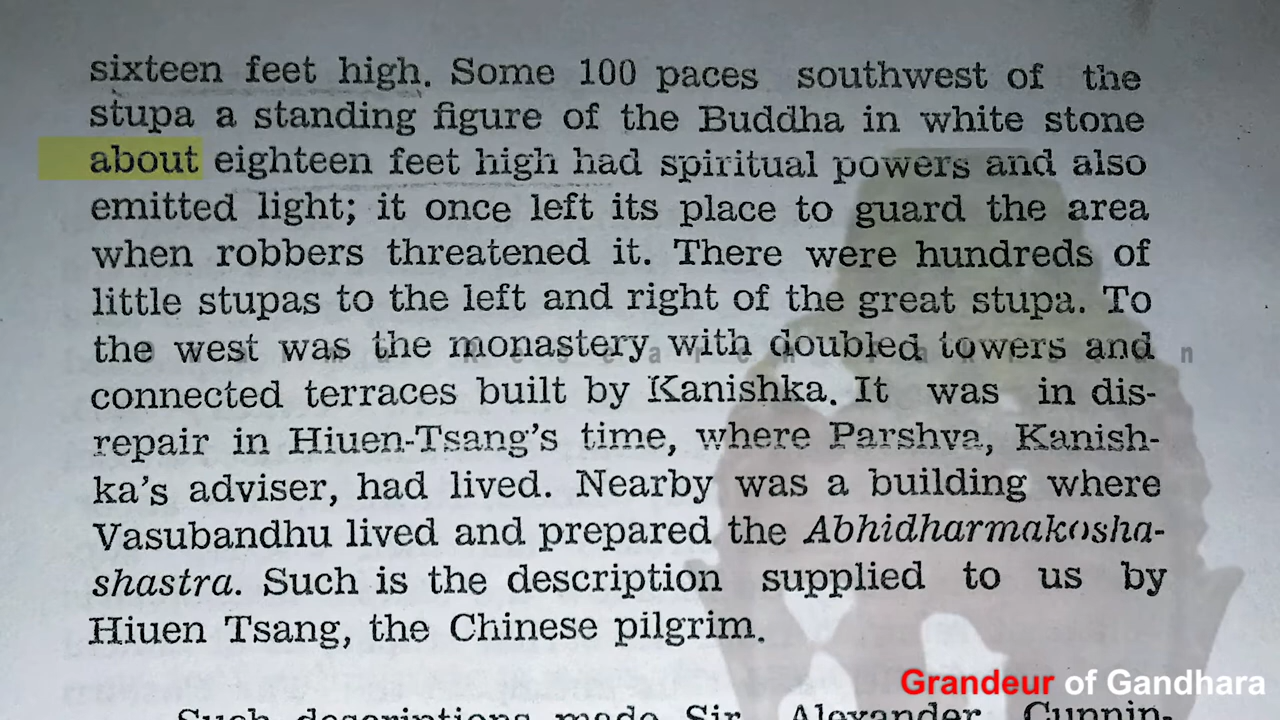 sixteen feet high. Some 100 paces southwest of the
stupa a standing figure of the Buddha in white stone
about eighteen feet high had spiritual powers and also
emitted light; it once left its place to guard the area
when robbers threatened it. There were hundreds of
little stupas to the left and right of the great stupa. To
the west was the monastery with doubled towers and
connected terraces built by Kanishka. It was in dis-
repair in Hiuen-Tsang's time, where Parshva, Kanish-
ka's adviser, had lived. Nearby was a building where
Vasubandhu lived and prepared the Abhidharmakosha-
shastra. Such is the description supplied to us by
Hiuen Tsang, the Chinese pilgrim.
Grandeur of Gandhara
Such descriptions made Sir Alexander Cunnin-